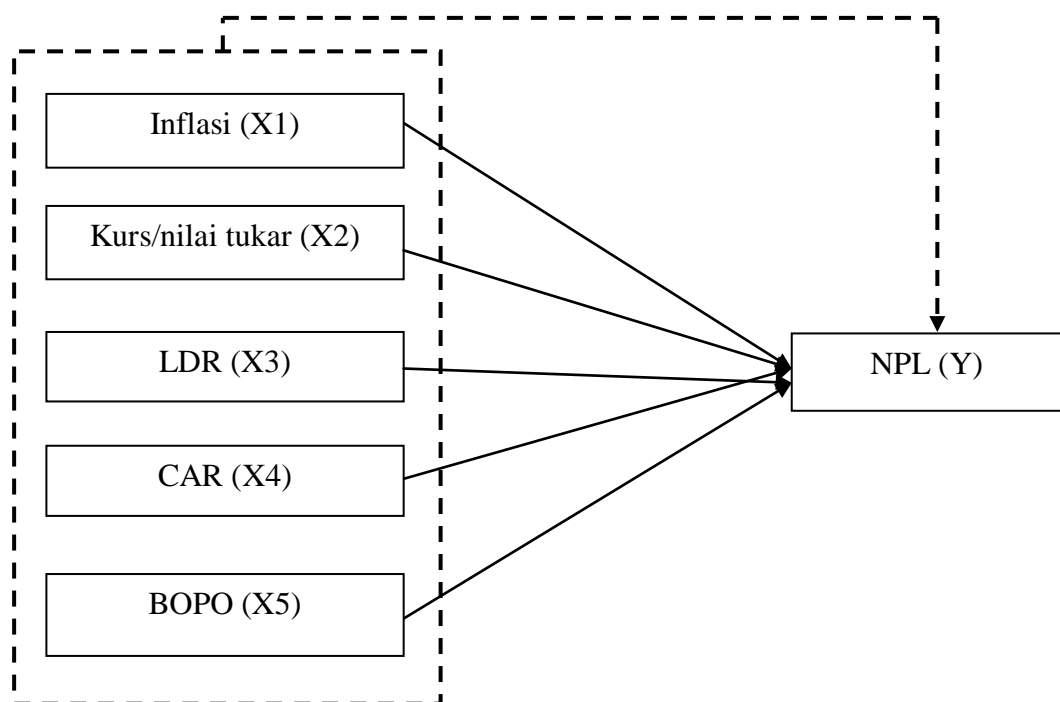 Inflasi (X1)
Kurs/nilai tukar (X2)
LDR (X3)
NPL (Y)
CAR (X4)
BOPO (X5)